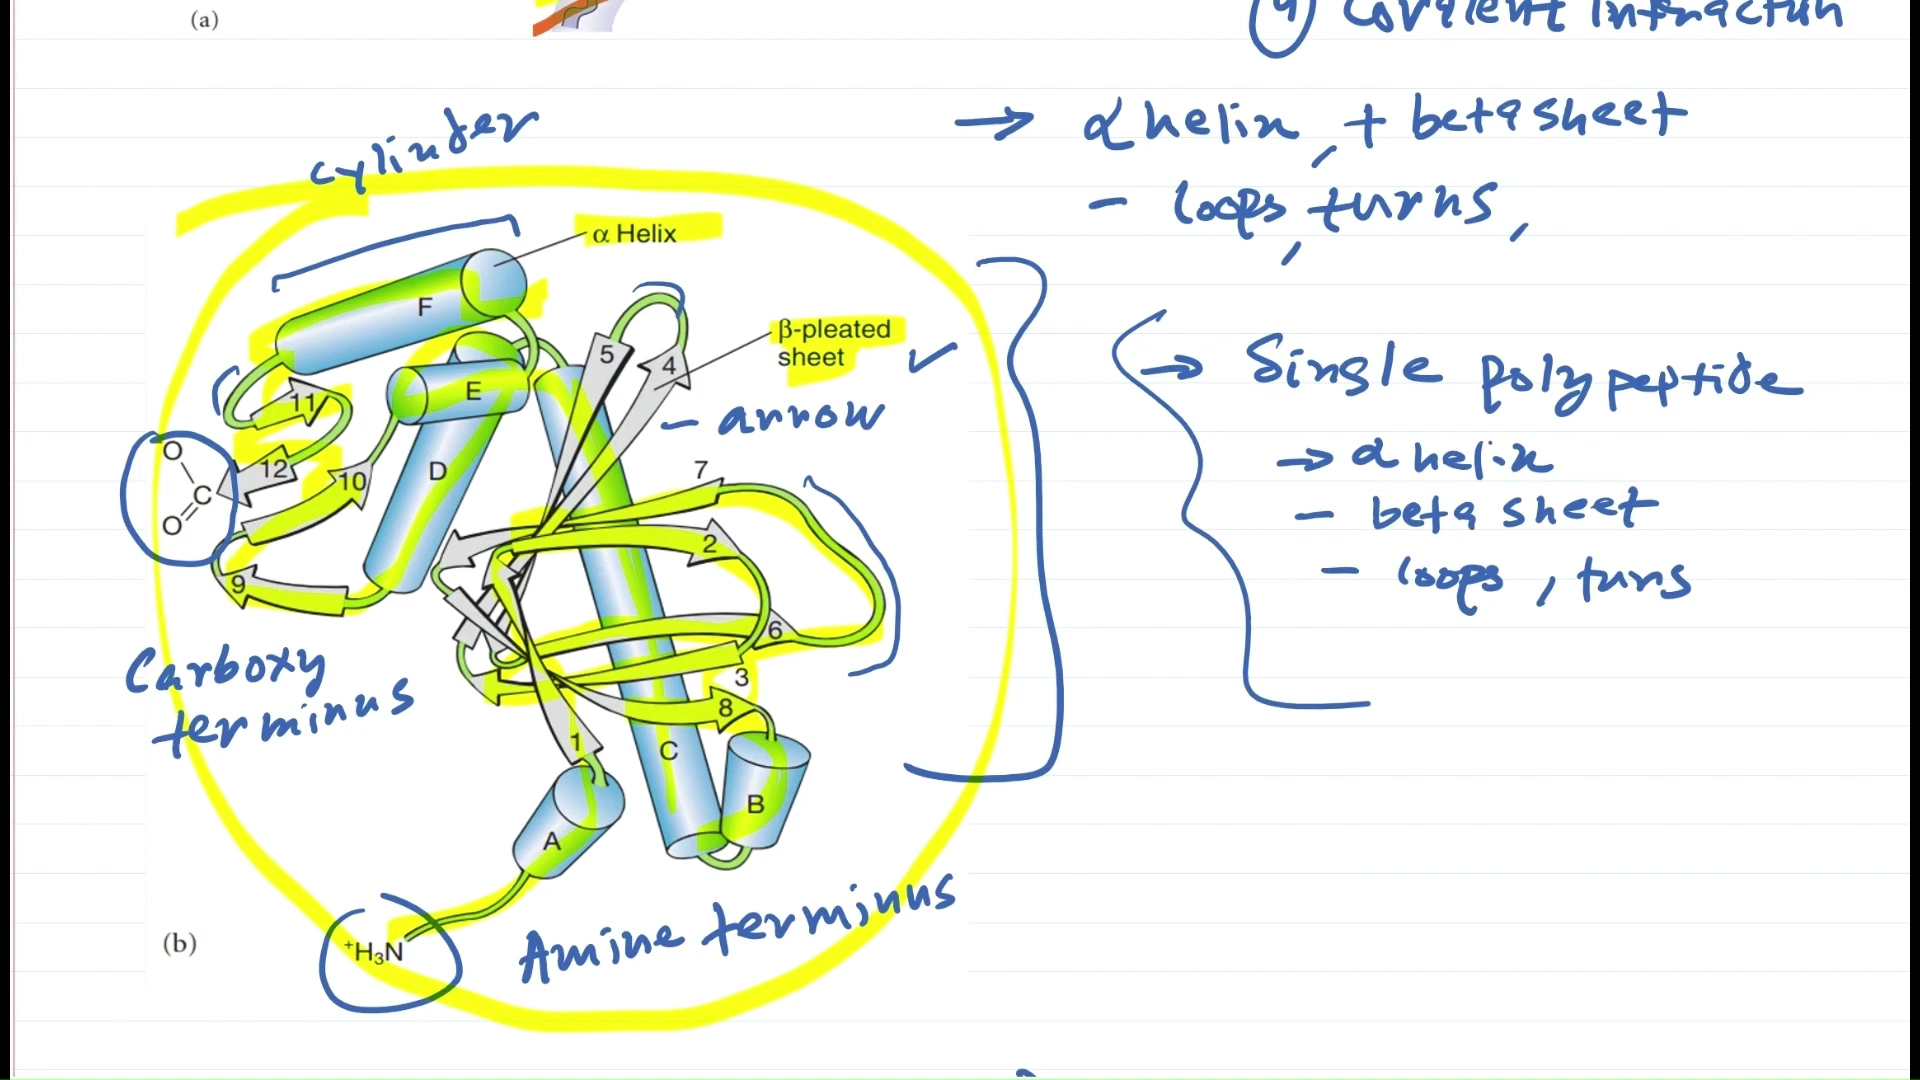 (a)
4) Covalent interaction
cylinder
→ α helix, + beta sheet
- loops, turns,
α Helix
F
5
4
β-pleated
sheet
E
11
- arrow
→ Single polypeptide
→ α helix
- beta sheet
- loops, turns
O
C
O
12
10
D
7
2
9
6
3
8
1
C
B
A
Carboxy
terminus
Amine terminus
(b)
+H3N